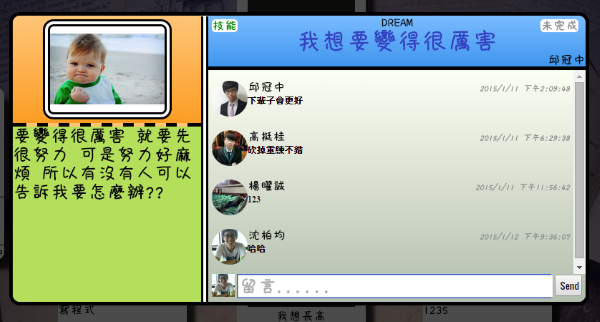 技能
DREAM
未完成
我想要變得很厲害
邱冠中
要變得很厲害 就要先
很努力 可是努力好麻
煩 所以有沒有人可以
告訴我要怎麼辦??
邱冠中
2015/1/11 下午2:09:48
下輩子會更好
高挺桂
2015/1/11 下午6:29:38
砍掉重練不錯
楊曜誠
2015/1/11 下午11:56:42
123
沈柏均
2015/1/12 下午9:36:07
哈哈
留言......
Send
寫程式
我想長高
1235